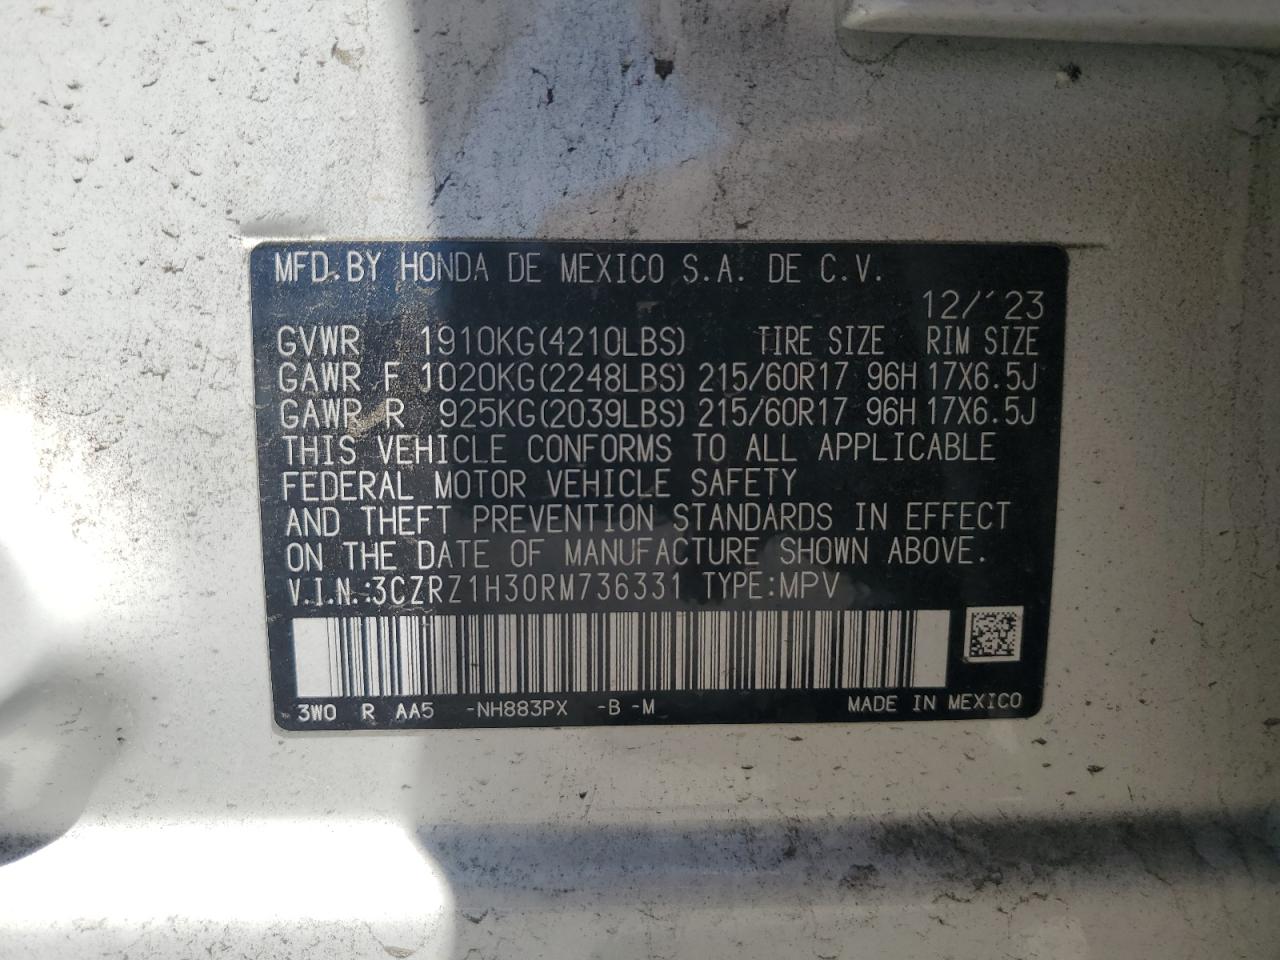 MFD. BY HONDA DE MEXICO S.A. DE C.V.
12/'23
GVWR 1910KG(4210LBS) TIRE SIZE RIM SIZE
GAWR F 1020KG(2248LBS) 215/60R17 96H 17X6.5J
GAWR R 925KG(2039LBS) 215/60R17 96H 17X6.5J
THIS VEHICLE CONFORMS TO ALL APPLICABLE
FEDERAL MOTOR VEHICLE SAFETY
AND THEFT PREVENTION STANDARDS IN EFFECT
ON THE DATE OF MANUFACTURE SHOWN ABOVE.
V.I.N.:3CZRZ1H30RM736331 TYPE:MPV
3W0 R AA5 -NH883PX -B -M MADE IN MEXICO